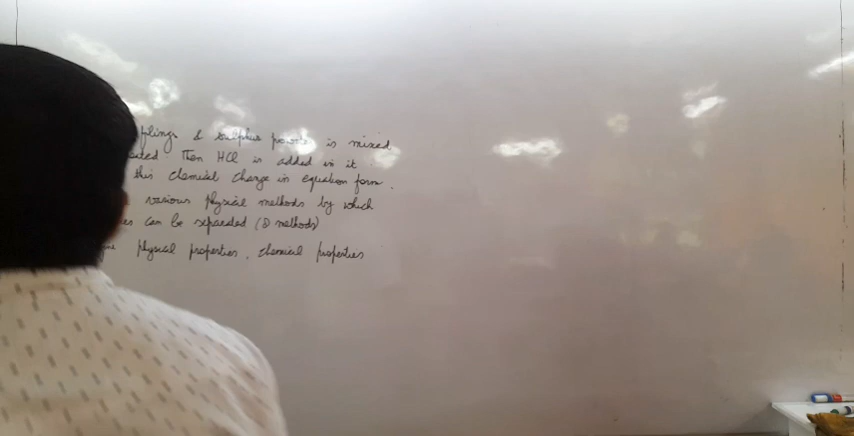 filings & sulphur powder is mixed
Then HCl is added in it
this chemical change in equation form.
various physical methods by which
can be separated (8 methods)
physical properties, chemical properties